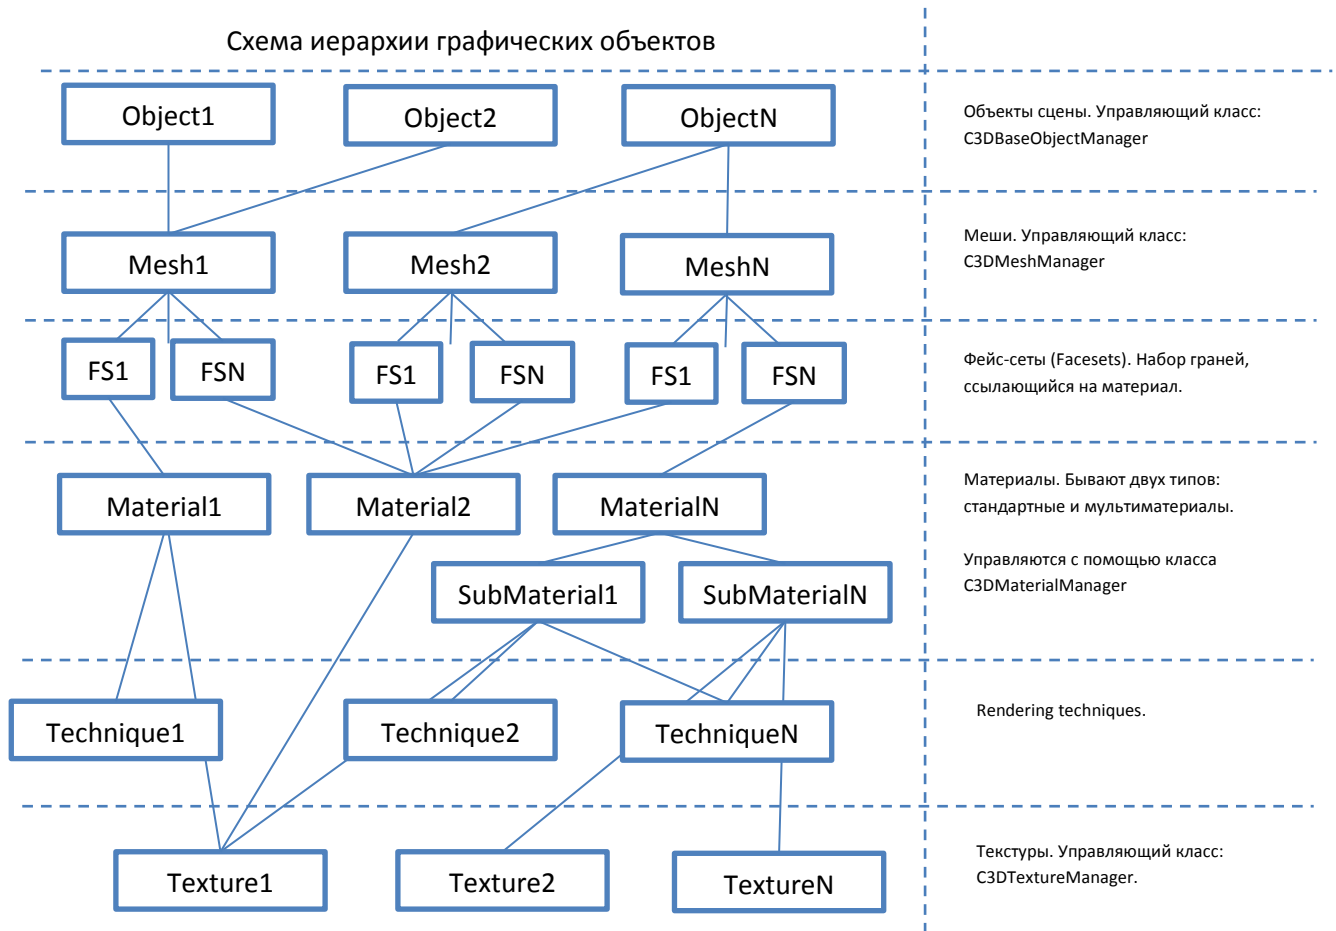 Схема иерархии графических объектов
Object1
Object2
ObjectN
Объекты сцены. Управляющий класс:
C3DBaseObjectManager
Mesh1
Mesh2
MeshN
Меши. Управляющий класс:
C3DMeshManager
FS1
FSN
FS1
FSN
FS1
FSN
Фейс-сеты (Facesets). Набор граней,
ссылающийся на материал.
Material1
Material2
MaterialN
Материалы. Бывают двух типов:
стандартные и мультиматериалы.
SubMaterial1
SubMaterialN
Управляются с помощью класса
C3DMaterialManager
Technique1
Technique2
TechniqueN
Rendering techniques.
Texture1
Texture2
TextureN
Текстуры. Управляющий класс:
C3DTextureManager.